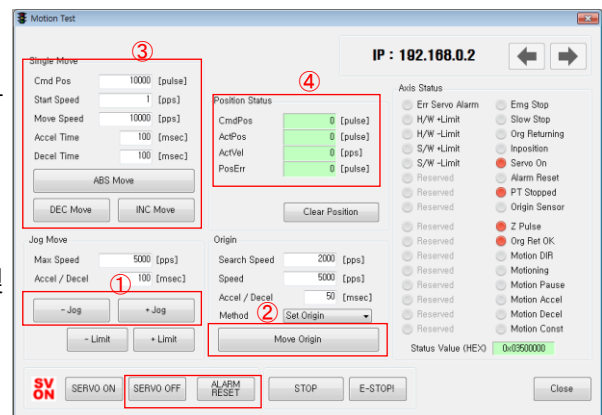 Motion Test
IP : 192.168.0.2
③
Single Move
Cmd Pos 10000 [pulse]
Start Speed 1 [pps]
Move Speed 10000 [pps]
Accel Time 100 [msec]
Decel Time 100 [msec]
ABS Move
DEC Move INC Move
④
Position Status
CmdPos 0 [pulse]
ActPos 0 [pulse]
ActVel 0 [pps]
PosErr 0 [pulse]
Clear Position
Axis Status
Err Servo Alarm Emg Stop
H/W +Limit Slow Stop
H/W -Limit Org Returning
S/W +Limit Inposition
S/W -Limit Servo On
Reserved Alarm Reset
Reserved PT Stopped
Reserved Origin Sensor
Reserved Z Pulse
Reserved Org Ret OK
Reserved Motion DIR
Reserved Motioning
Reserved Motion Pause
Reserved Motion Accel
Reserved Motion Decel
Reserved Motion Const
Status Value (HEX) 0x03500000
Jog Move
Max Speed 5000 [pps]
Accel / Decel 100 [msec]
①
- Jog + Jog
- Limit + Limit
Origin
Search Speed 2000 [pps]
Speed 5000 [pps]
Accel / Decel 50 [msec]
Method Set Origin
②
Move Origin
SV ON
SERVO ON SERVO OFF ALARM RESET STOP E-STOP! Close